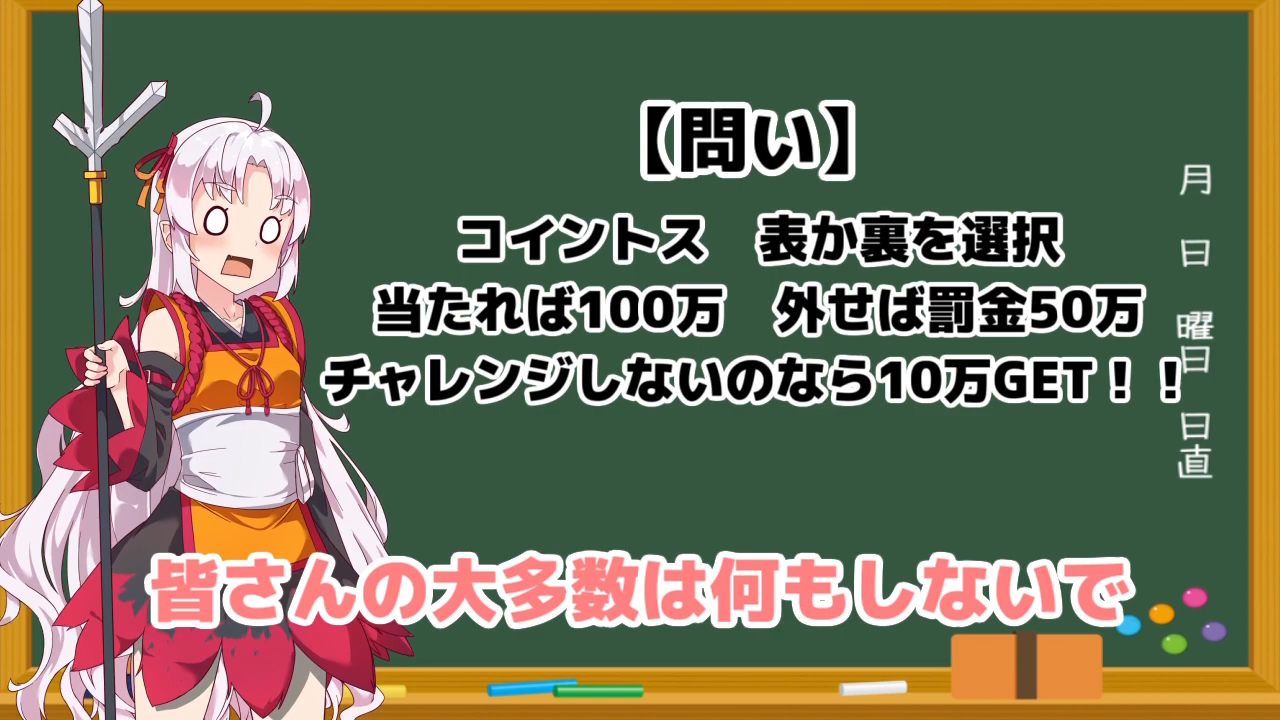 【問い】
コイントス　表か裏を選択
当たれば100万　外せば罰金50万
チャレンジしないのなら10万GET！！
月
日
曜日
日直
皆さんの大多数は何もしないで